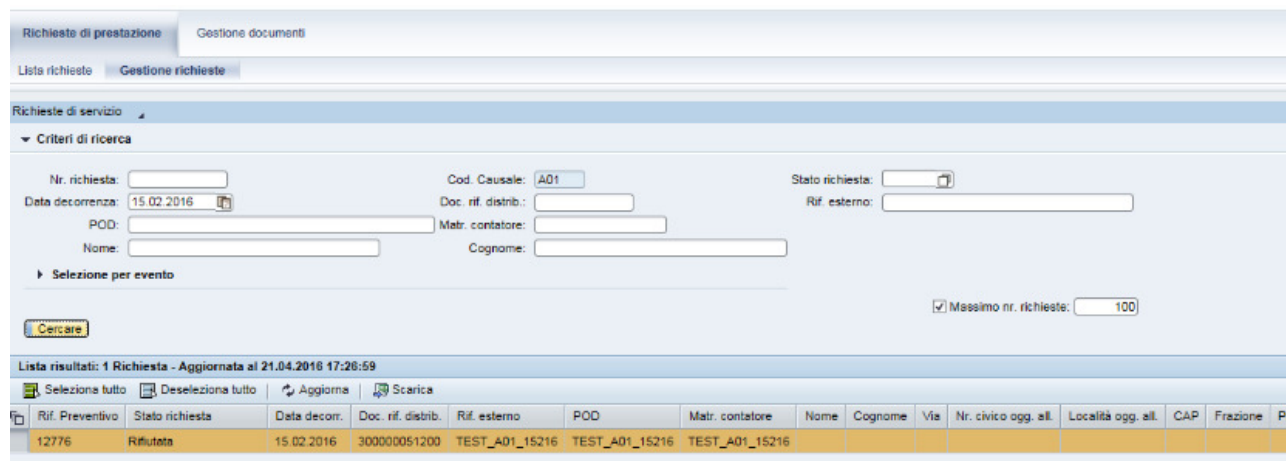 Richieste di prestazione Gestione documenti
Lista richieste Gestione richieste
Richieste di servizio
Criteri di ricerca
Nr. richiesta: Cod. Causale: A01 Stato richiesta:
Data decorrenza: 15.02.2016 Doc. rif. distrib.: Rif. esterno:
POD: Matr. contatore:
Nome: Cognome:
Selezione per evento
Massimo nr. richieste: 100
Cercare
Lista risultati: 1 Richiesta - Aggiornata al 21.04.2016 17:26:59
Seleziona tutto Deseleziona tutto Aggiorna Scarica
Rif. Preventivo Stato richiesta Data decorr. Doc. rif. distrib. Rif. esterno POD Matr. contatore Nome Cognome Via Nr. civico ogg. all. Località ogg. all. CAP Frazione P
12776 Rifiutata 15.02.2016 300000051200 TEST_A01_15216 TEST_A01_15216 TEST_A01_15216